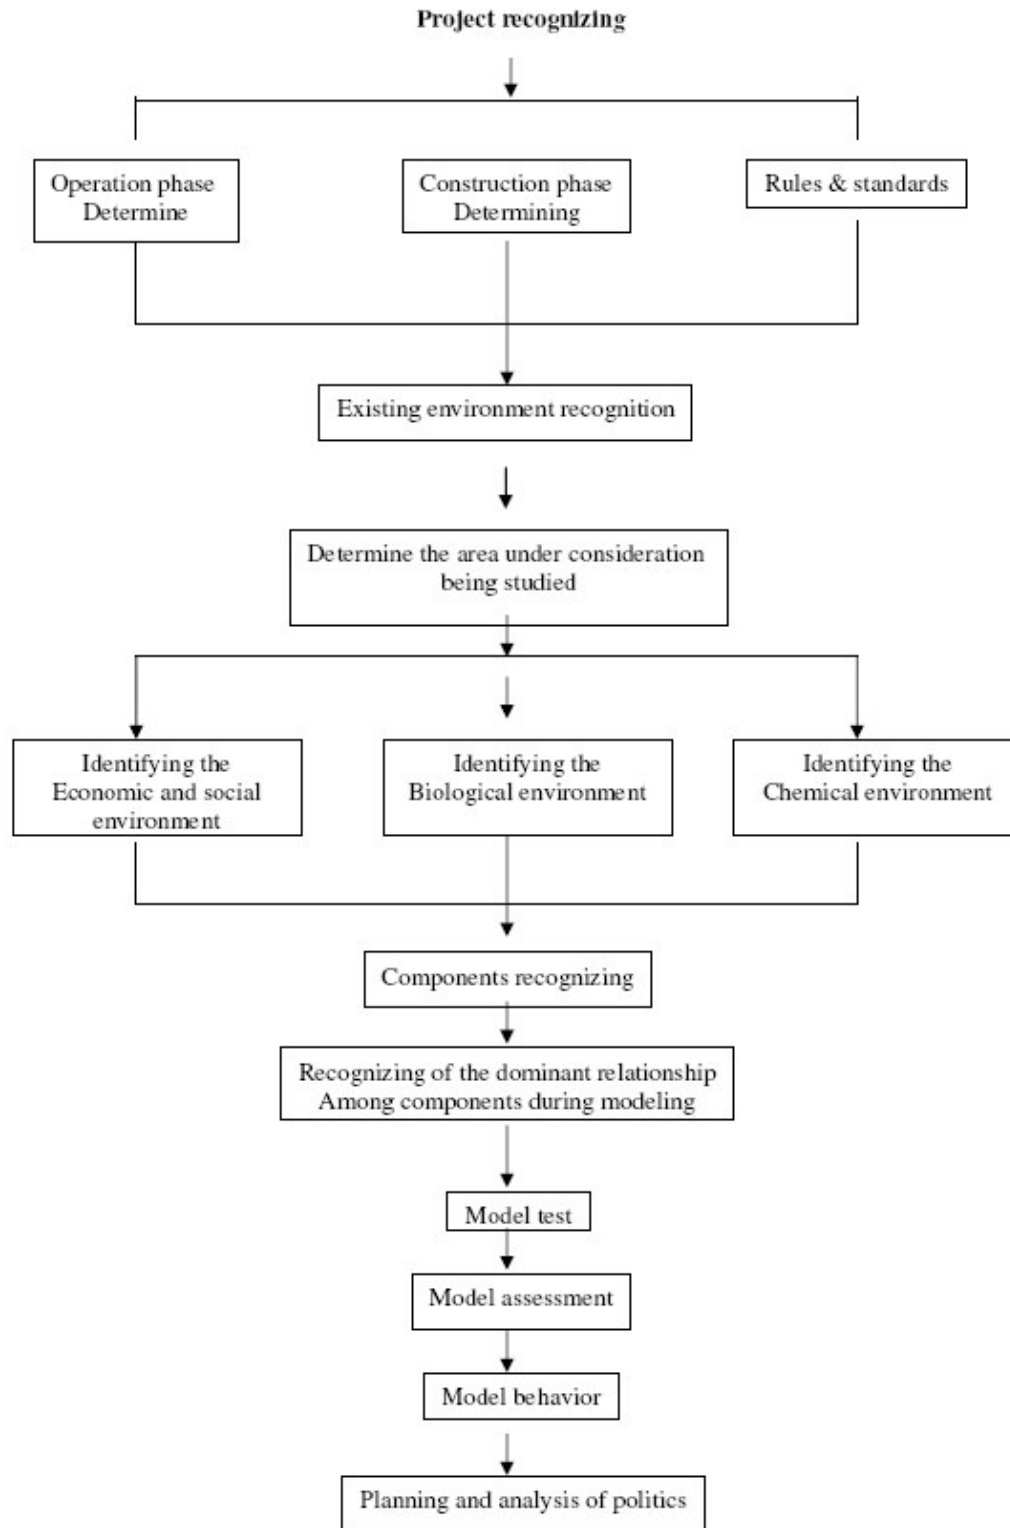 Project recognizing
Operation phase
Determine
Construction phase
Determining
Rules & standards
Existing environment recognition
Determine the area under consideration
being studied
Identifying the
Economic and social
environment
Identifying the
Biological environment
Identifying the
Chemical environment
Components recognizing
Recognizing of the dominant relationship
Among components during modeling
Model test
Model assessment
Model behavior
Planning and analysis of politics